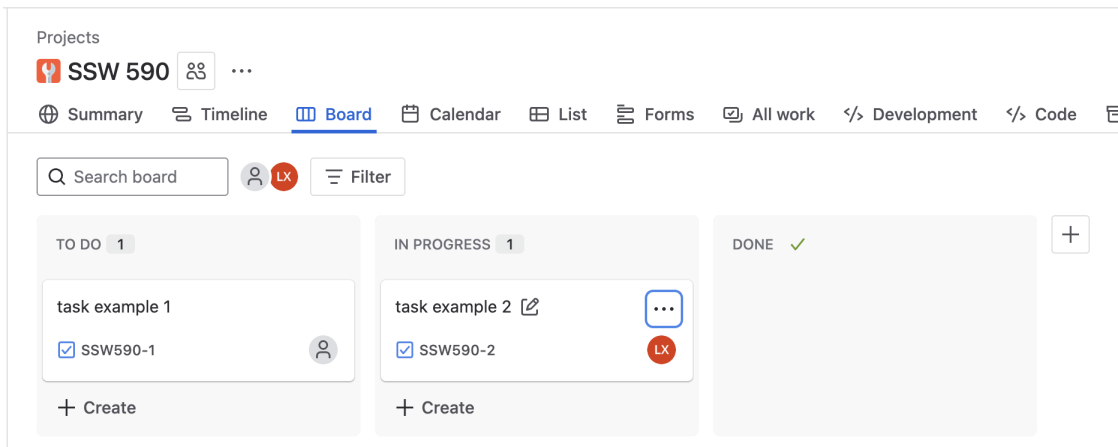 Projects
SSW 590
Summary Timeline Board Calendar List Forms All work Development Code
Search board LX Filter
TO DO 1 IN PROGRESS 1 DONE
task example 1 task example 2
SSW590-1 SSW590-2 LX
Create Create